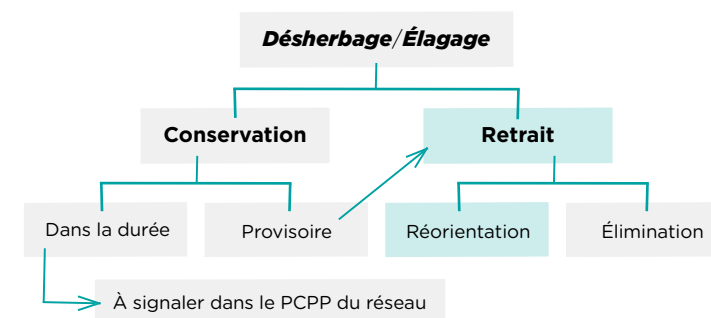 Désherbage/Élagage
Conservation
Retrait
Dans la durée
Provisoire
Réorientation
Élimination
À signaler dans le PCPP du réseau